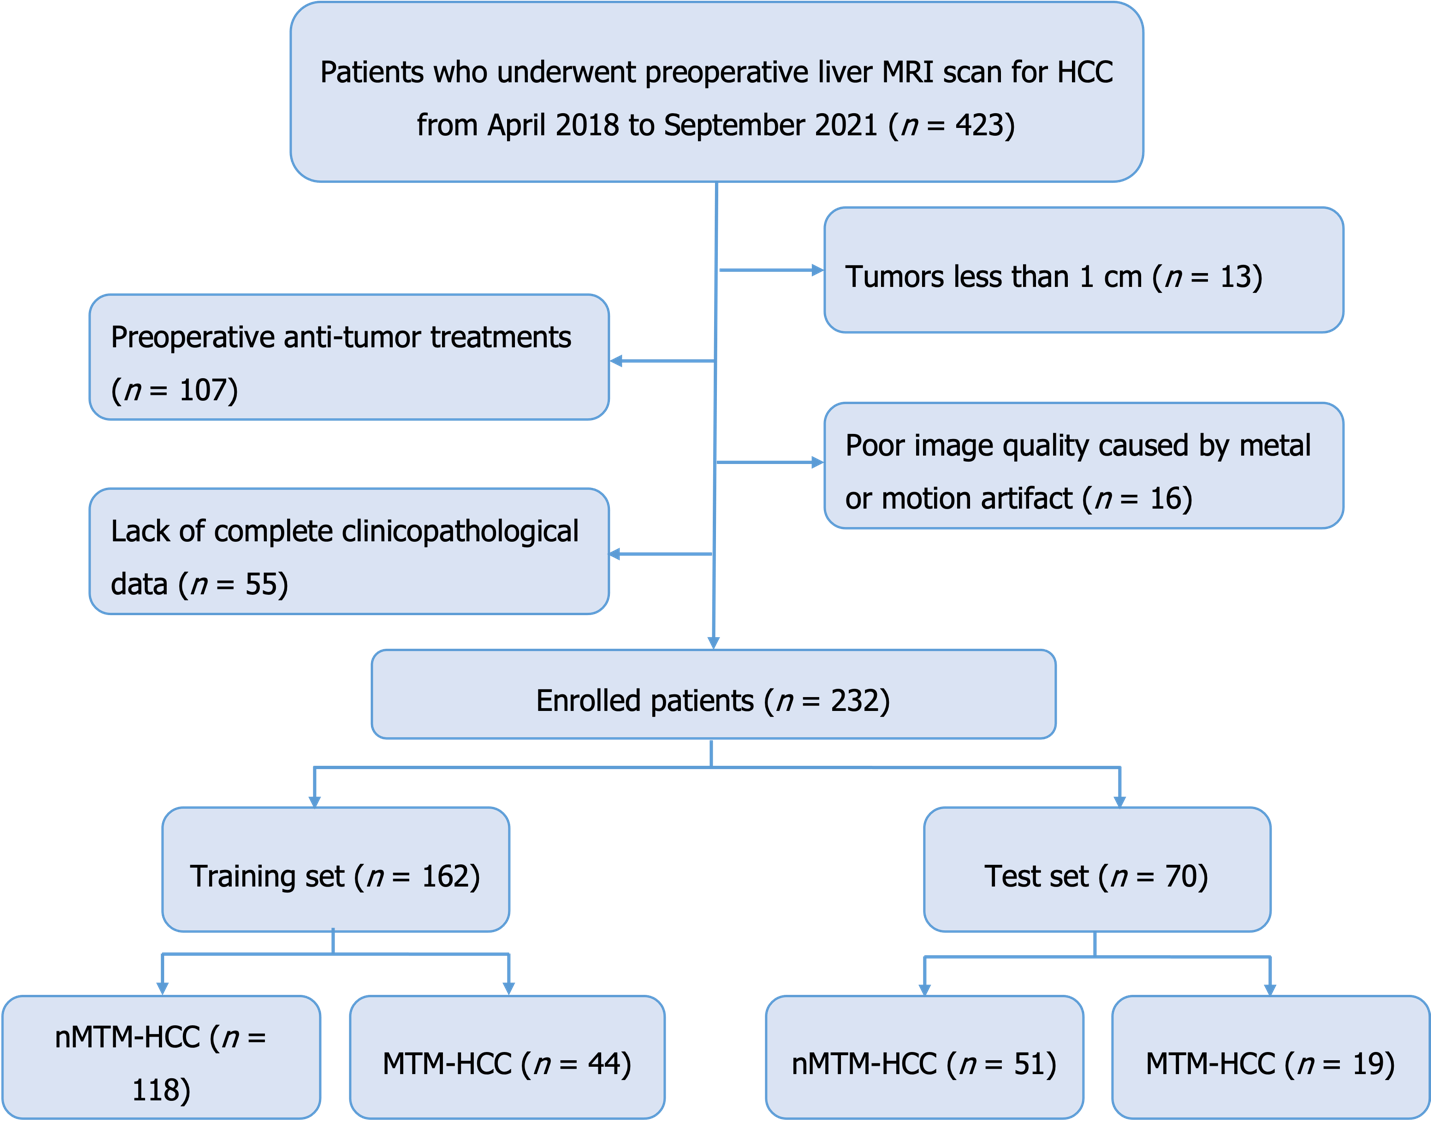 Patients who underwent preoperative liver MRI scan for HCC
from April 2018 to September 2021 (n = 423)
Tumors less than 1 cm (n = 13)
Preoperative anti-tumor treatments
(n = 107)
Poor image quality caused by metal
or motion artifact (n = 16)
Lack of complete clinicopathological
data (n = 55)
Enrolled patients (n = 232)
Training set (n = 162)
Test set (n = 70)
nMTM-HCC (n =
118)
MTM-HCC (n = 44)
nMTM-HCC (n = 51)
MTM-HCC (n = 19)